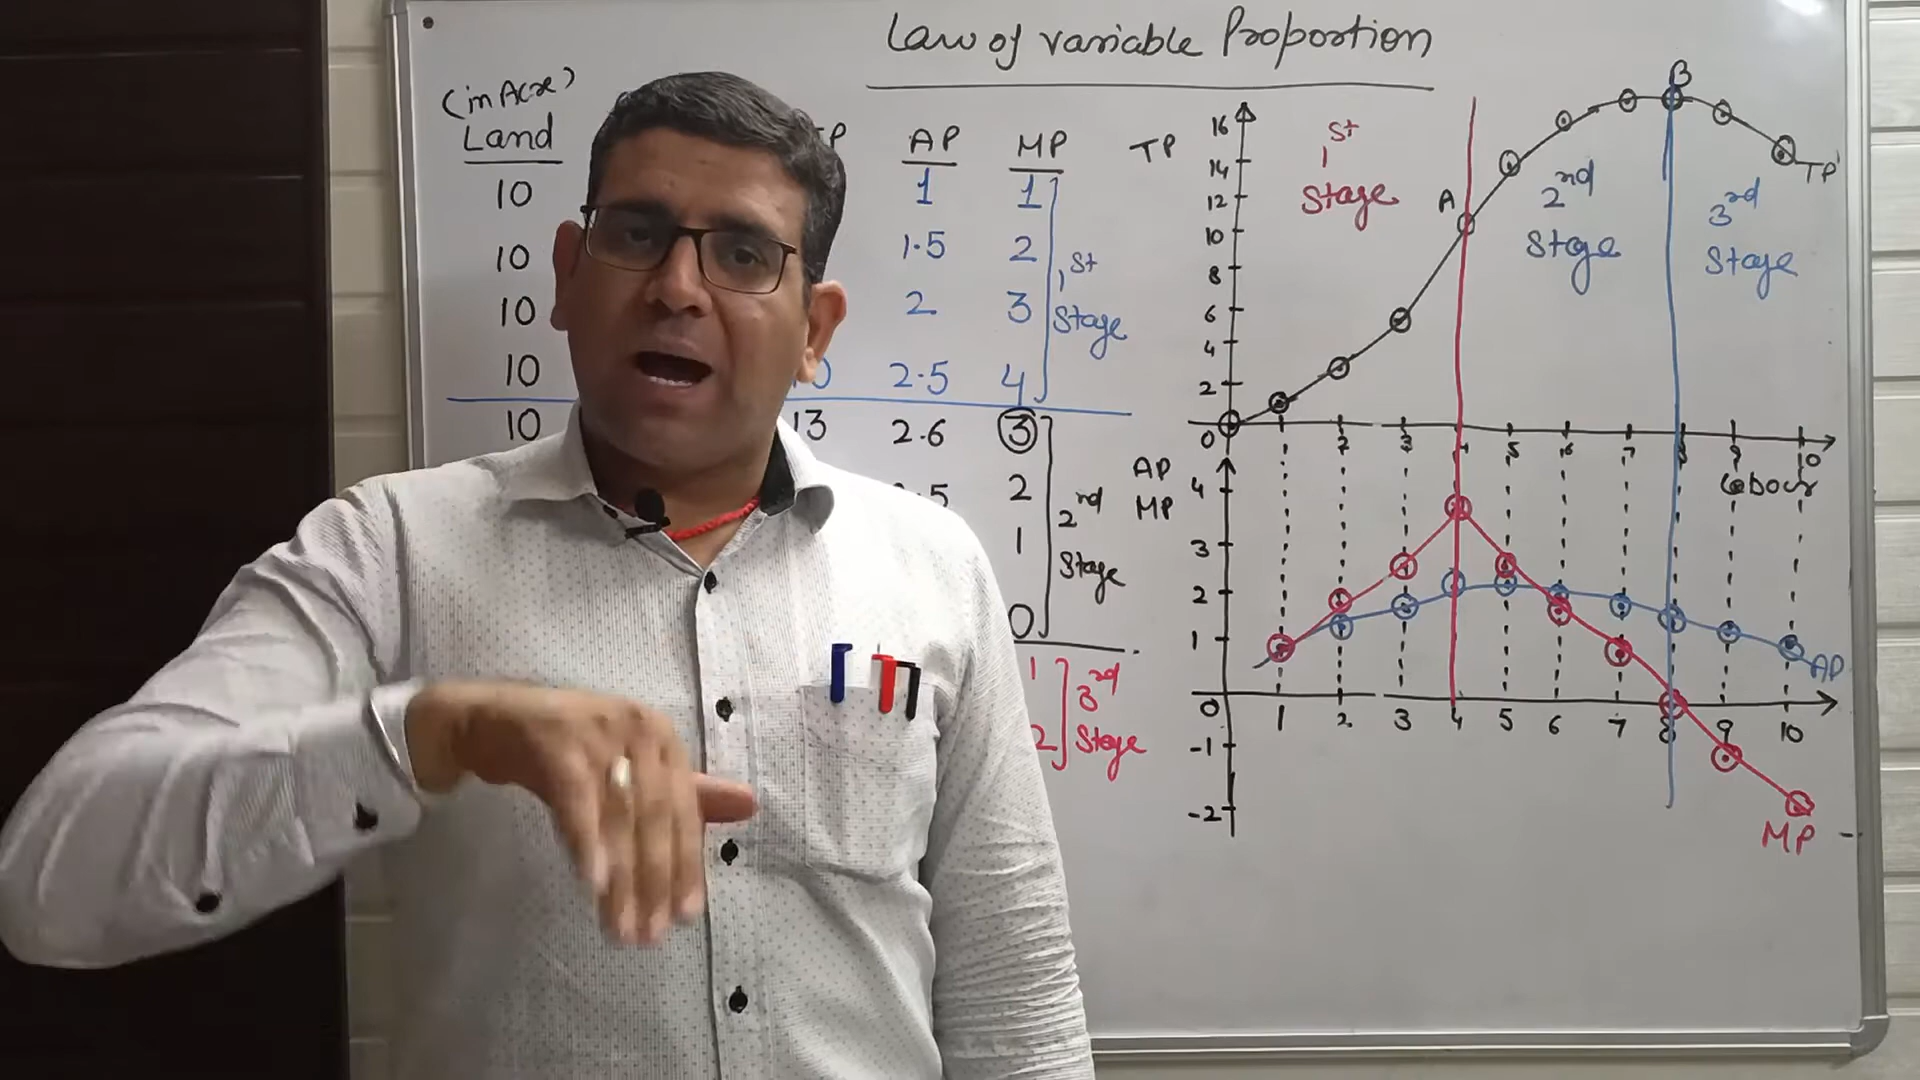 Law of variable Proportion
(in Acre)
Land AP MP
10 1 1
10 1.5 2
10 2 3
10 2.5 4
1st
Stage
10 13 2.6 3
5 2
1
0
2nd
Stage
1
2
3rd
Stage
TP
16
14
12
10
8
6
4
2
0
1st
Stage
A
2nd
Stage
B
3rd
Stage
TP
2 3 4 5 6 7 8 9 10
Labour
AP
MP
4
3
2
1
0
-1
-2
1 2 3 4 5 6 7 8 9 10
AP
MP